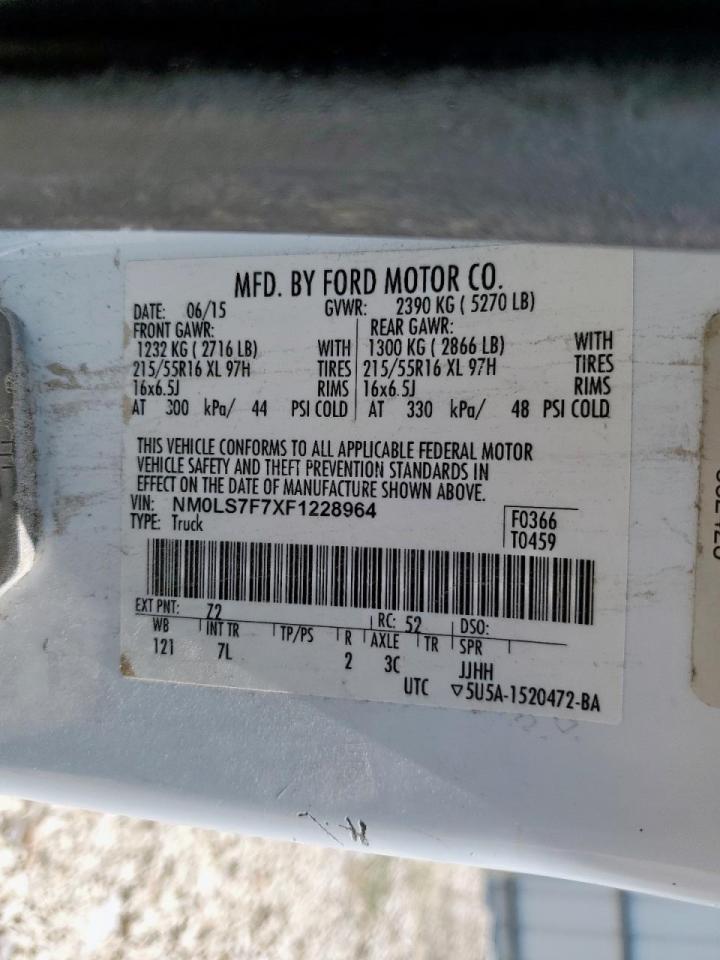 MFD. BY FORD MOTOR CO.
DATE: 06/15 GVWR: 2390 KG ( 5270 LB)
FRONT GAWR: REAR GAWR:
1232 KG ( 2716 LB) WITH 1300 KG ( 2866 LB) WITH
215/55R16 XL 97H TIRES 215/55R16 XL 97H TIRES
16x6.5J RIMS 16x6.5J RIMS
AT 300 kPa/ 44 PSI COLD AT 330 kPa/ 48 PSI COLD
THIS VEHICLE CONFORMS TO ALL APPLICABLE FEDERAL MOTOR
VEHICLE SAFETY AND THEFT PREVENTION STANDARDS IN
EFFECT ON THE DATE OF MANUFACTURE SHOWN ABOVE.
VIN: NM0LS7F7XF1228964
TYPE: Truck
F0366
T0459
EXT PNT: Z2 RC: 52 DSO:
WB INT TR TP/PS R AXLE TR SPR
121 7L 2 3C JJHH
UTC ▽5U5A-1520472-BA